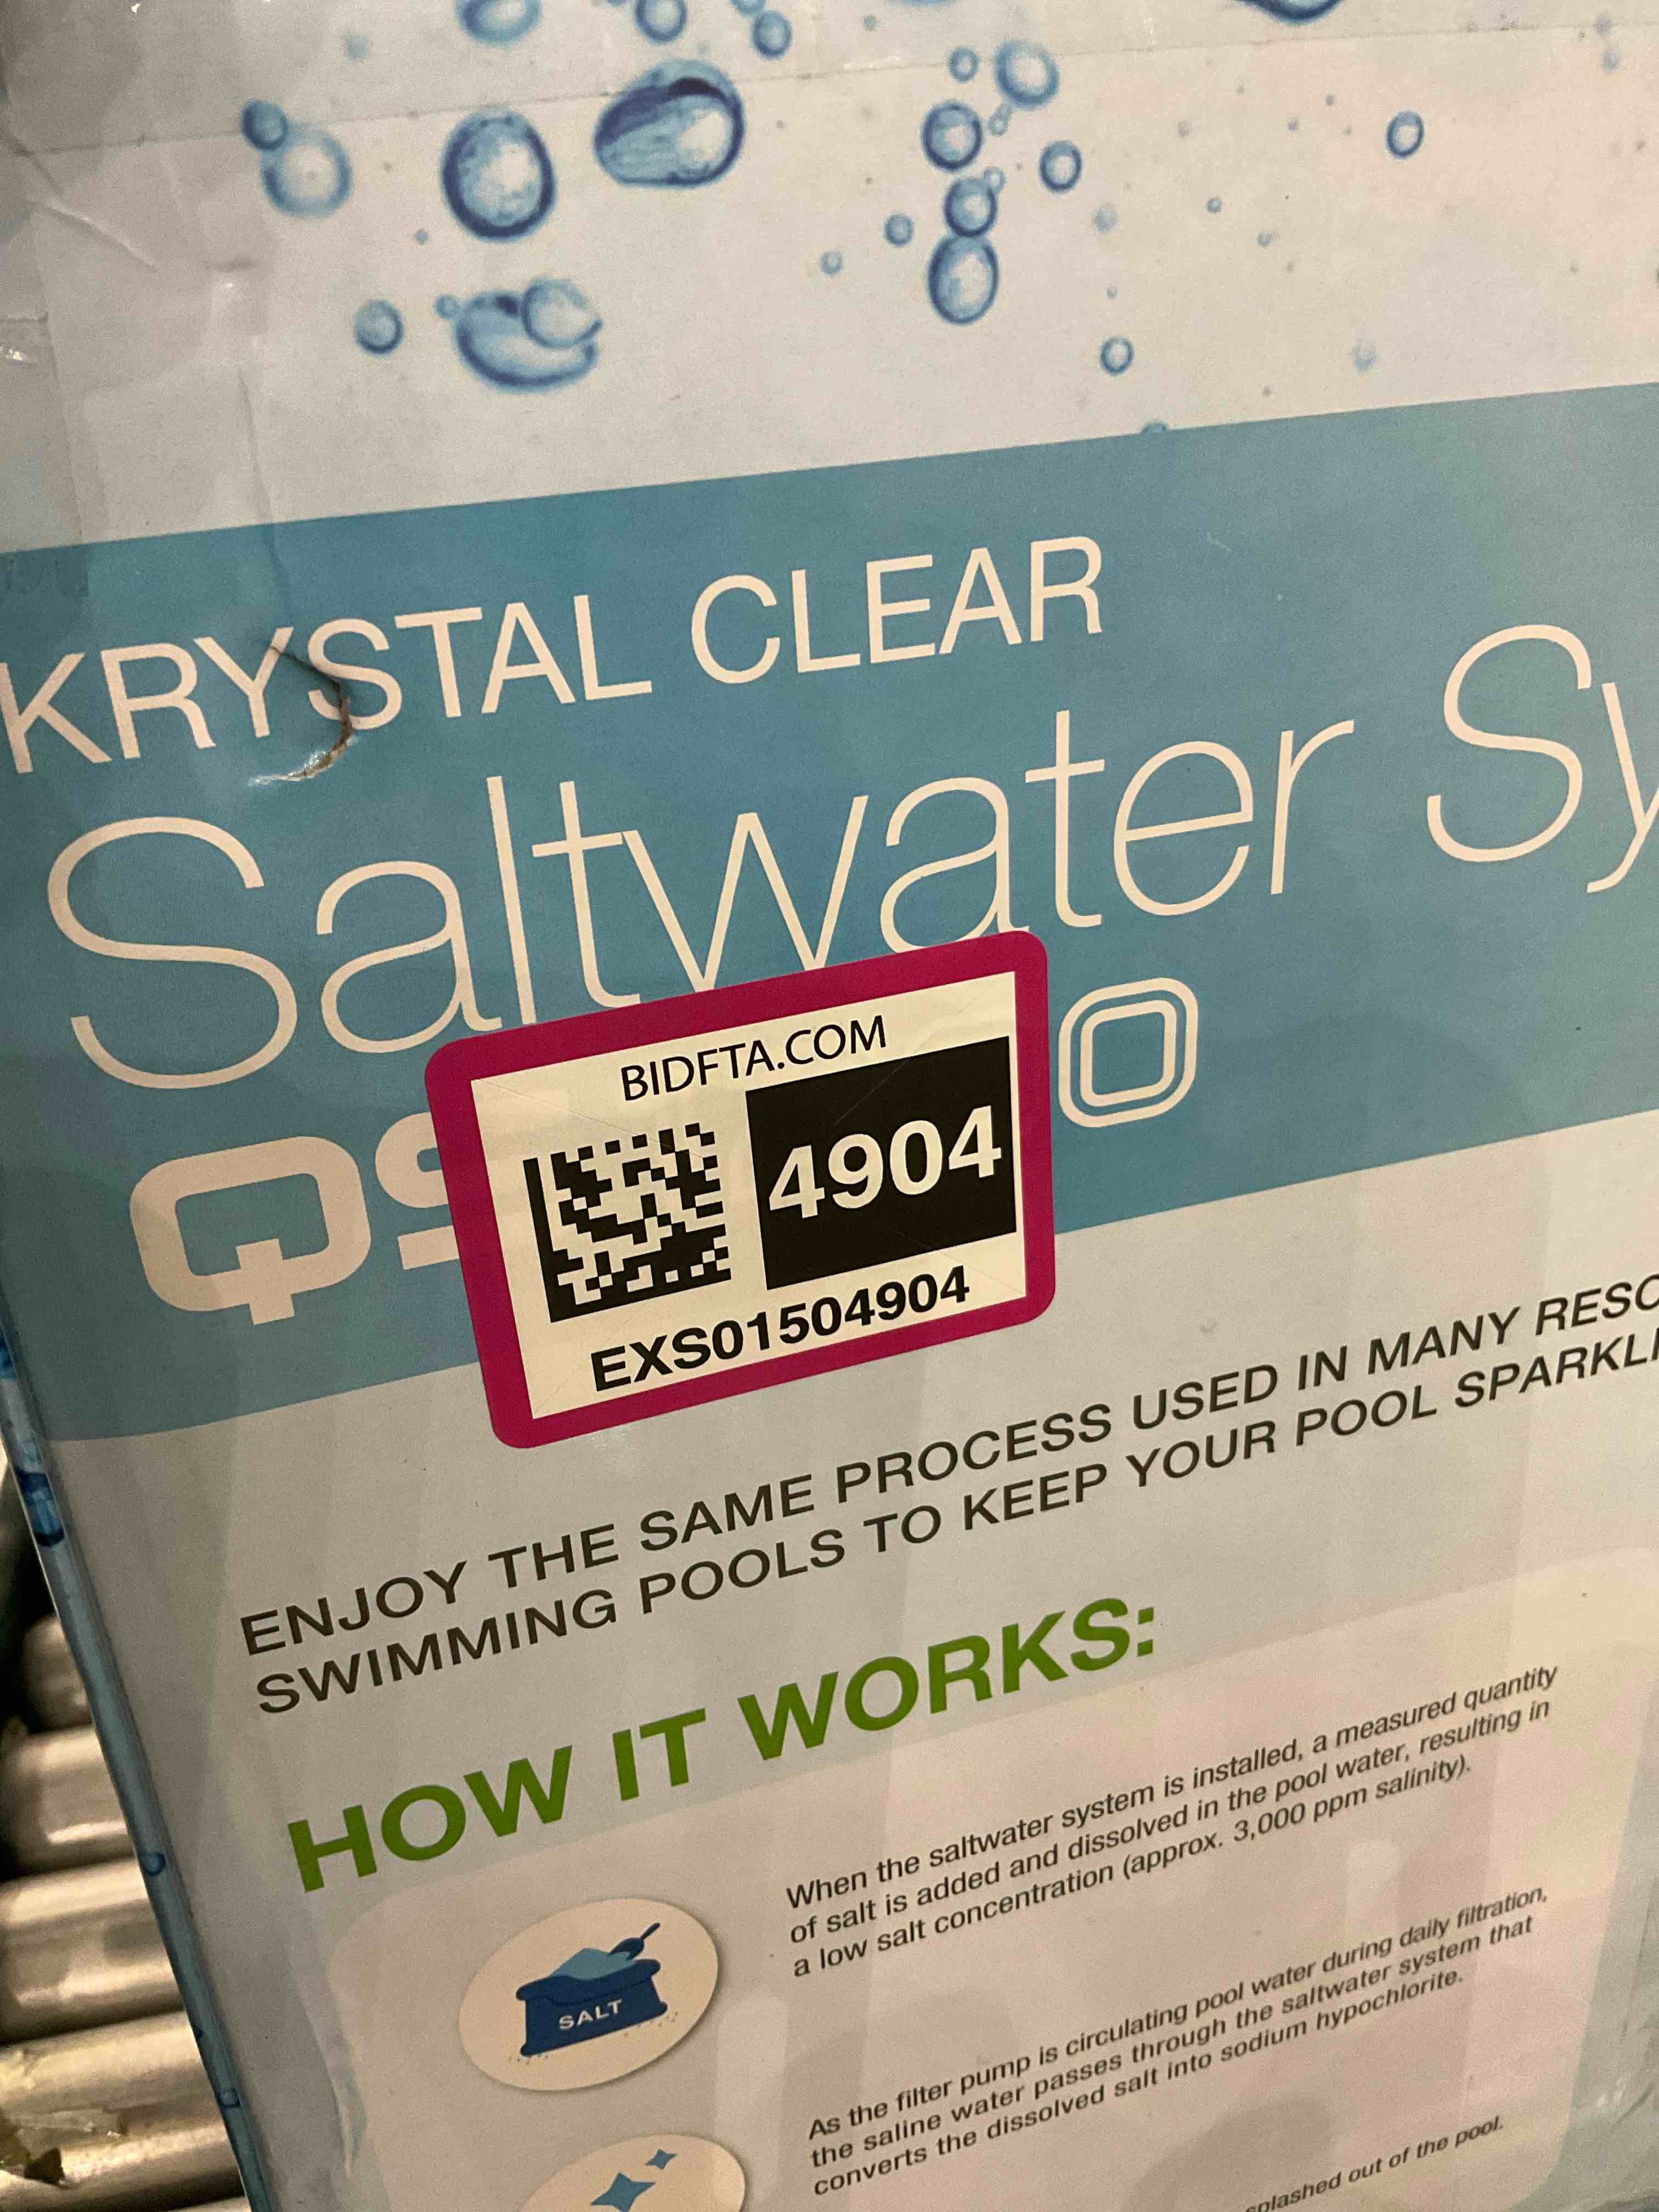 KRYSTAL CLEAR
Saltwater Sy
QS
0
BIDFTA.COM
4904
EXS01504904
ENJOY THE SAME PROCESS USED IN MANY RESO
SWIMMING POOLS TO KEEP YOUR POOL SPARKLI
HOW IT WORKS:
When the saltwater system is installed, a measured quantity
of salt is added and dissolved in the pool water, resulting in
a low salt concentration (approx. 3,000 ppm salinity).
SALT
As the filter pump is circulating pool water during daily filtration,
the saline water passes through the saltwater system that
converts the dissolved salt into sodium hypochlorite.
splashed out of the pool.